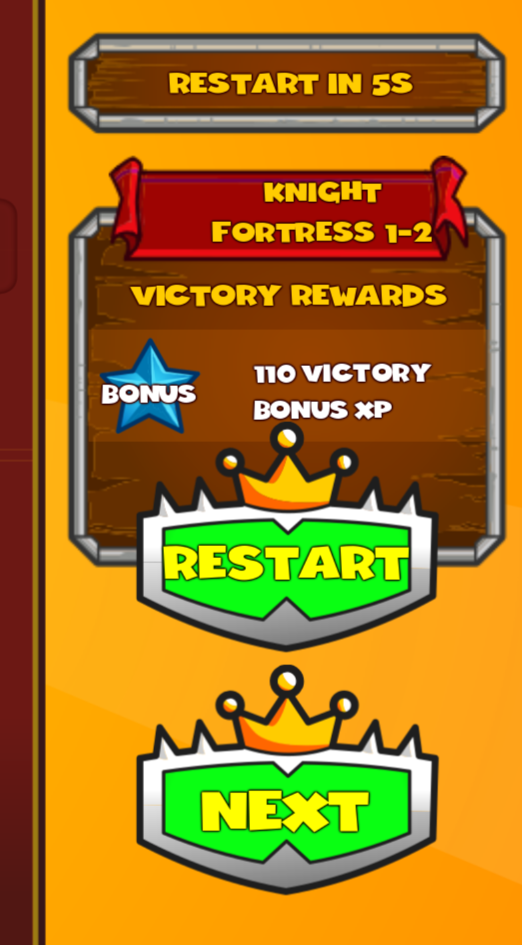 RESTART IN 5S
KNIGHT
FORTRESS 1-2
VICTORY REWARDS
BONUS
110 VICTORY
BONUS XP
RESTART
NEXT